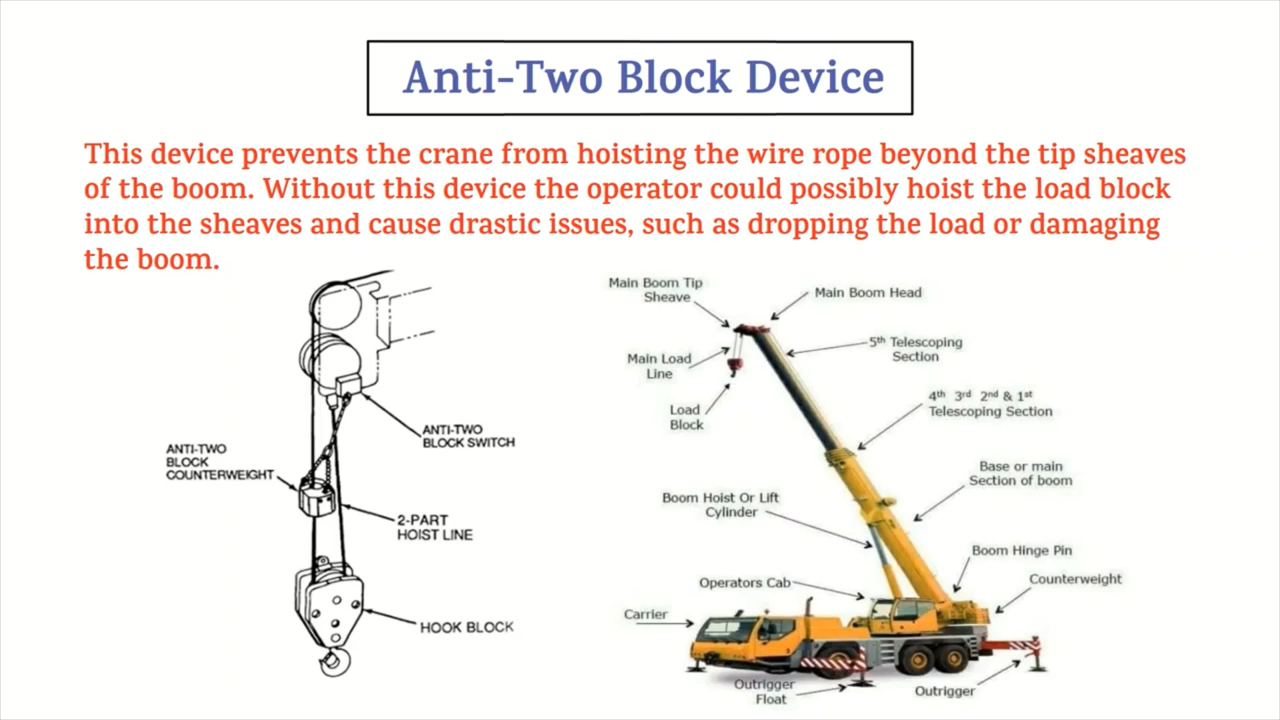 Anti-Two Block Device
This device prevents the crane from hoisting the wire rope beyond the tip sheaves
of the boom. Without this device the operator could possibly hoist the load block
into the sheaves and cause drastic issues, such as dropping the load or damaging
the boom.
ANTI-TWO
BLOCK SWITCH
ANTI-TWO
BLOCK
COUNTERWEIGHT
2-PART
HOIST LINE
HOOK BLOCK
Main Boom Tip
Sheave
Main Boom Head
5th Telescoping
Section
Main Load
Line
4th 3rd 2nd & 1st
Telescoping Section
Load
Block
Base or main
Section of boom
Boom Hoist Or Lift
Cylinder
Boom Hinge Pin
Operators Cab
Counterweight
Carrier
Outrigger
Float
Outrigger